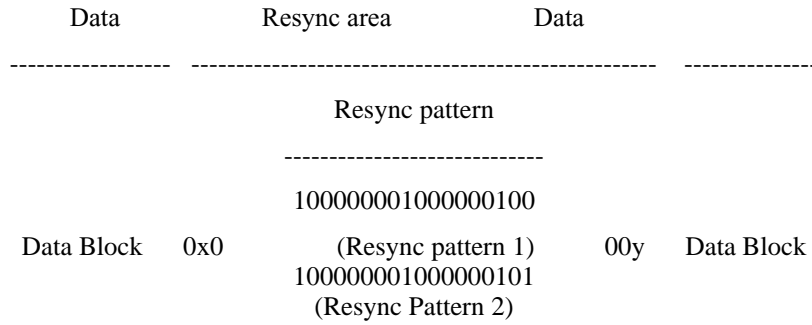 Data Resync area Data
------------------ ---------------------------------------------------- ---------------
Resync pattern
-----------------------------
100000001000000100
Data Block 0x0 (Resync pattern 1) 00y Data Block
100000001000000101
(Resync Pattern 2)